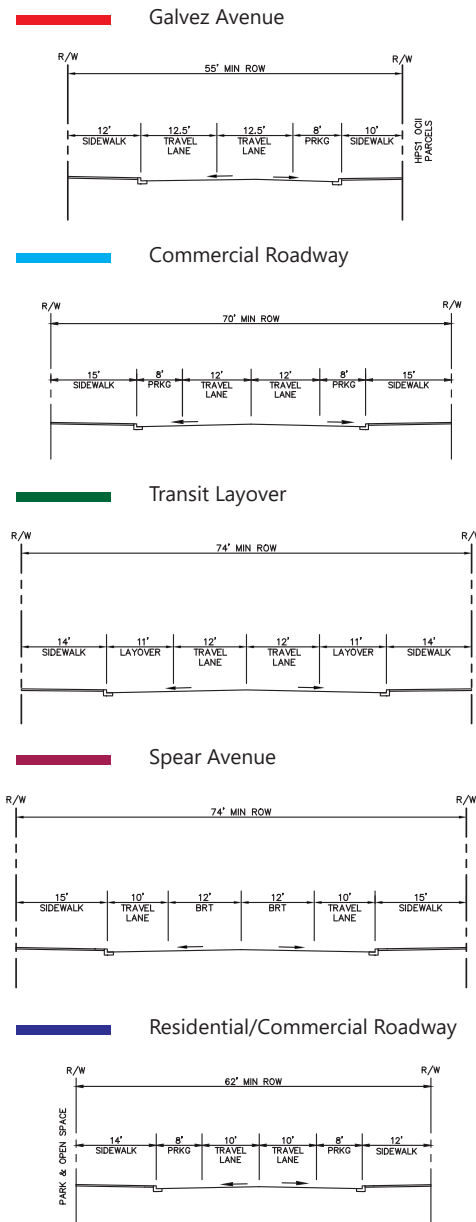 Galvez Avenue
R/W R/W
55' MIN ROW
12' 12.5' 12.5' 8' 10'
SIDEWALK TRAVEL TRAVEL PRKG SIDEWALK
LANE LANE
HPS1 OCII
PARCELS
Commercial Roadway
R/W R/W
70' MIN ROW
15' 8' 12' 12' 8' 15'
SIDEWALK PRKG TRAVEL TRAVEL PRKG SIDEWALK
LANE LANE
Transit Layover
R/W R/W
74' MIN ROW
14' 11' 12' 12' 11' 14'
SIDEWALK LAYOVER TRAVEL TRAVEL LAYOVER SIDEWALK
LANE LANE
Spear Avenue
R/W R/W
74' MIN ROW
15' 10' 12' 12' 10' 15'
SIDEWALK TRAVEL BRT BRT TRAVEL SIDEWALK
LANE LANE
Residential/Commercial Roadway
R/W R/W
62' MIN ROW
PARK & OPEN SPACE
14' 8' 10' 10' 8' 12'
SIDEWALK PRKG TRAVEL TRAVEL PRKG SIDEWALK
LANE LANE